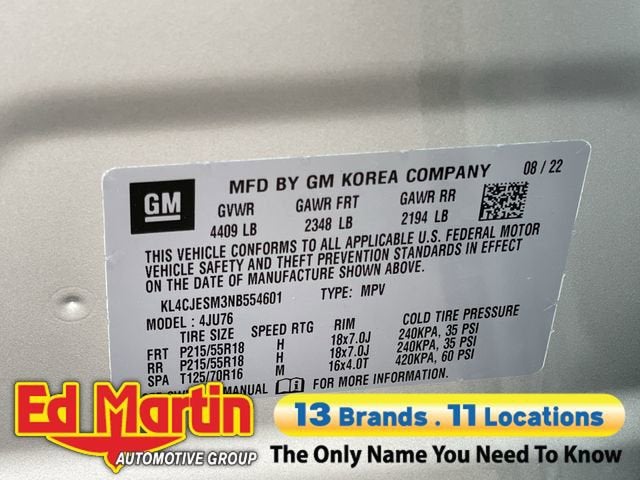 GM
MFD BY GM KOREA COMPANY 08 / 22
GVWR GAWR FRT GAWR RR
4409 LB 2348 LB 2194 LB
THIS VEHICLE CONFORMS TO ALL APPLICABLE U.S. FEDERAL MOTOR
VEHICLE SAFETY AND THEFT PREVENTION STANDARDS IN EFFECT
ON THE DATE OF MANUFACTURE SHOWN ABOVE.
KL4CJESM3NB554601 TYPE: MPV
MODEL : 4JU76
TIRE SIZE SPEED RTG RIM COLD TIRE PRESSURE
FRT P215/55R18 H 18x7.0J 240KPA, 35 PSI
RR P215/55R18 H 18x7.0J 240KPA, 35 PSI
SPA T125/70R16 M 16x4.0T 420KPA, 60 PSI
MANUAL FOR MORE INFORMATION.
Ed Martin
AUTOMOTIVE GROUP
13 Brands . 11 Locations
The Only Name You Need To Know